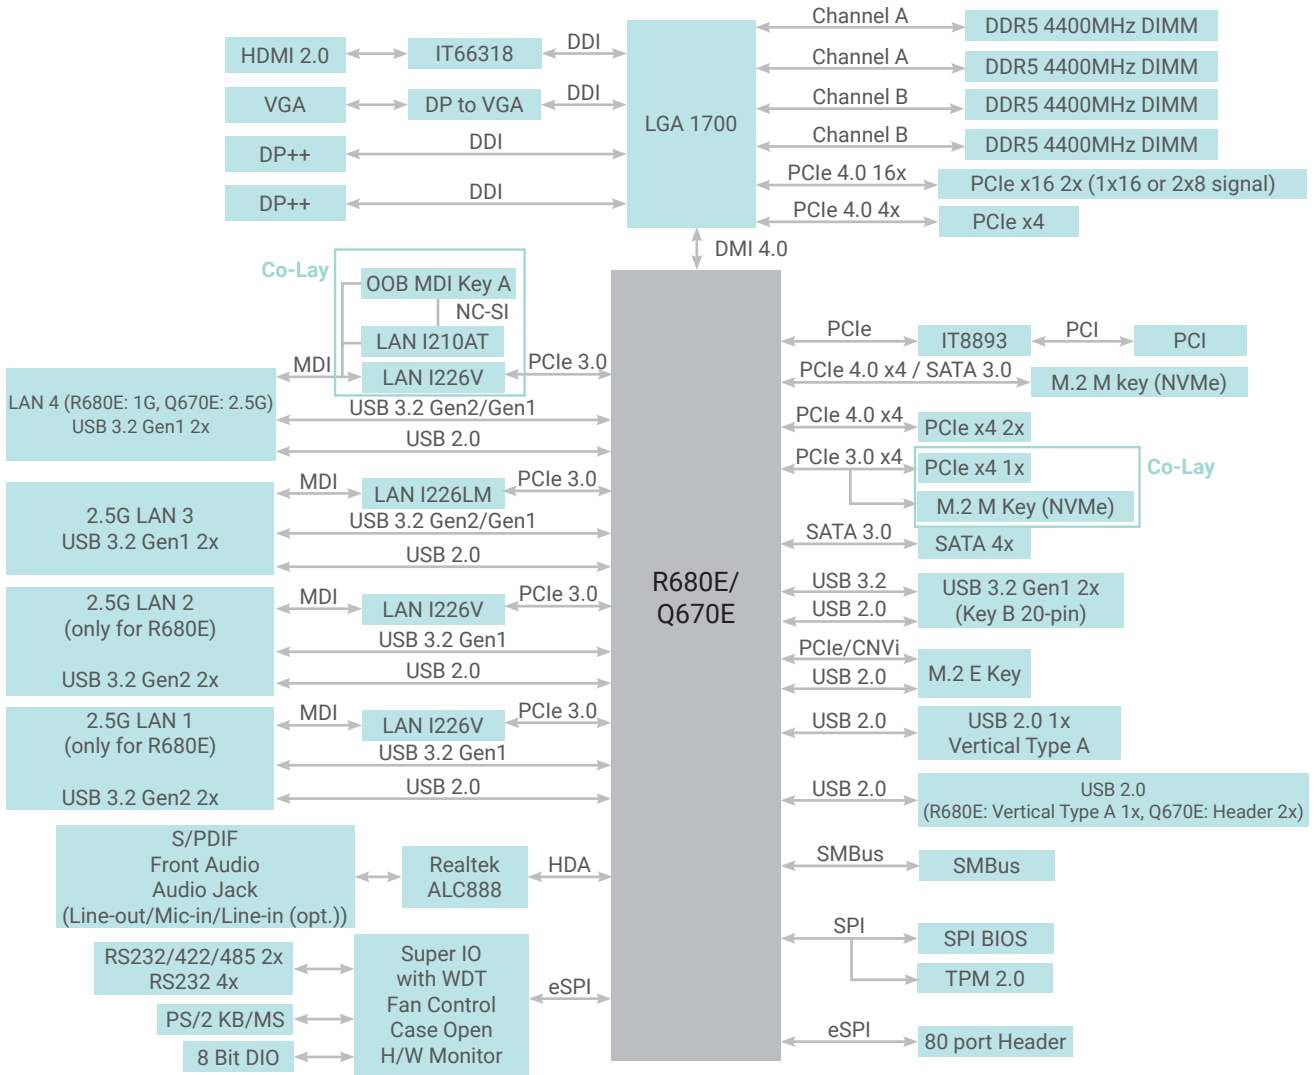 HDMI 2.0
IT66318
DDI
VGA
DP to VGA
DDI
DP++
DDI
DP++
DDI
LGA 1700
Channel A
DDR5 4400MHz DIMM
Channel A
DDR5 4400MHz DIMM
Channel B
DDR5 4400MHz DIMM
Channel B
DDR5 4400MHz DIMM
PCIe 4.0 16x
PCIe x16 2x (1x16 or 2x8 signal)
PCIe 4.0 4x
PCIe x4
DMI 4.0
Co-Lay
OOB MDI Key A
NC-SI
LAN I210AT
MDI
LAN I226V
PCIe 3.0
LAN 4 (R680E: 1G, Q670E: 2.5G)
USB 3.2 Gen1 2x
USB 3.2 Gen2/Gen1
USB 2.0
MDI
LAN I226LM
PCIe 3.0
2.5G LAN 3
USB 3.2 Gen1 2x
USB 3.2 Gen2/Gen1
USB 2.0
2.5G LAN 2
(only for R680E)
USB 3.2 Gen2 2x
MDI
LAN I226V
PCIe 3.0
USB 3.2 Gen1
USB 2.0
2.5G LAN 1
(only for R680E)
USB 3.2 Gen2 2x
MDI
LAN I226V
PCIe 3.0
USB 3.2 Gen1
USB 2.0
S/PDIF
Front Audio
Audio Jack
(Line-out/Mic-in/Line-in (opt.))
Realtek
ALC888
HDA
RS232/422/485 2x
RS232 4x
PS/2 KB/MS
8 Bit DIO
Super IO
with WDT
Fan Control
Case Open
H/W Monitor
eSPI
R680E/
Q670E
PCIe
IT8893
PCI
PCI
PCIe 4.0 x4 / SATA 3.0
M.2 M key (NVMe)
PCIe 4.0 x4
PCIe x4 2x
PCIe 3.0 x4
PCIe x4 1x
Co-Lay
M.2 M Key (NVMe)
SATA 3.0
SATA 4x
USB 3.2
USB 2.0
USB 3.2 Gen1 2x
(Key B 20-pin)
PCIe/CNVi
USB 2.0
M.2 E Key
USB 2.0
USB 2.0 1x
Vertical Type A
USB 2.0
USB 2.0
(R680E: Vertical Type A 1x, Q670E: Header 2x)
SMBus
SMBus
SPI
SPI BIOS
TPM 2.0
eSPI
80 port Header